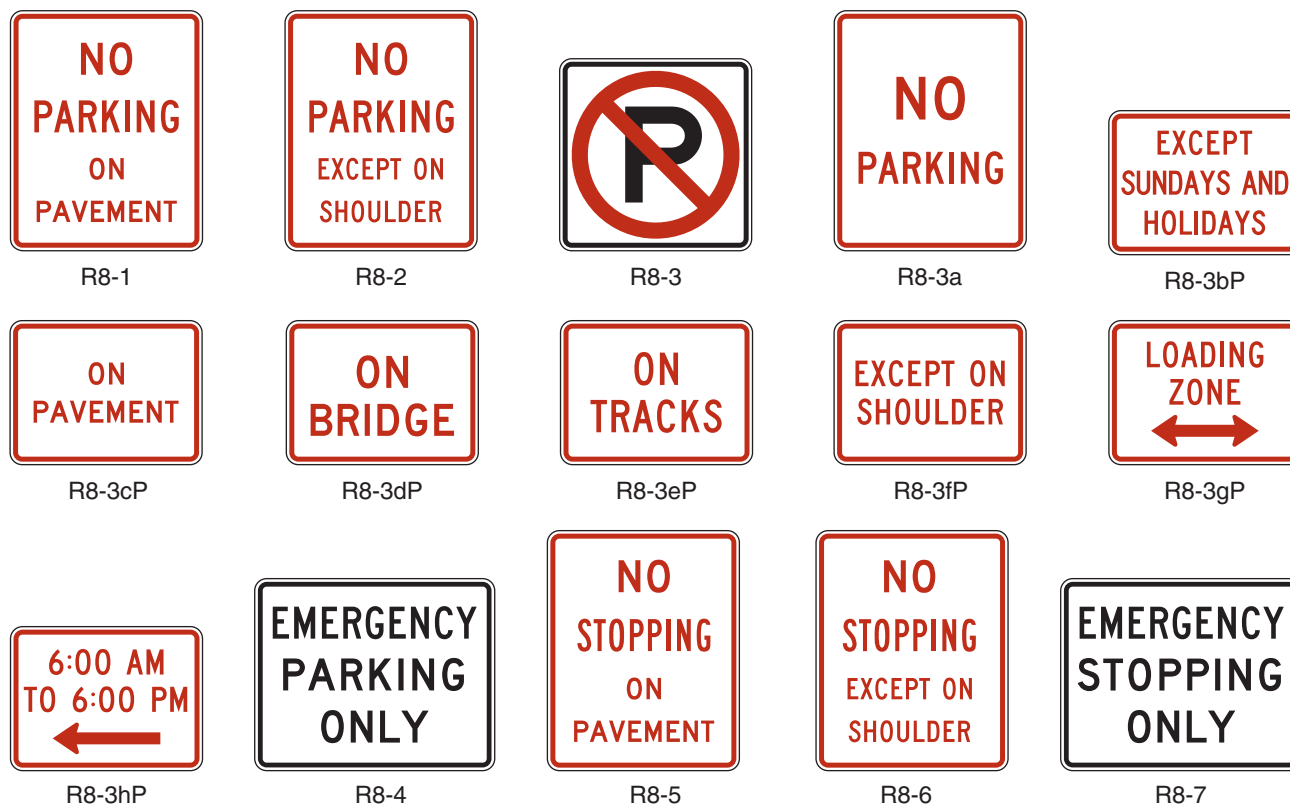 NO
PARKING
ON
PAVEMENT
R8-1
NO
PARKING
EXCEPT ON
SHOULDER
R8-2
P
R8-3
NO
PARKING
R8-3a
EXCEPT
SUNDAYS AND
HOLIDAYS
R8-3bP
ON
PAVEMENT
R8-3cP
ON
BRIDGE
R8-3dP
ON
TRACKS
R8-3eP
EXCEPT ON
SHOULDER
R8-3fP
LOADING
ZONE
R8-3gP
6:00 AM
TO 6:00 PM
R8-3hP
EMERGENCY
PARKING
ONLY
R8-4
NO
STOPPING
ON
PAVEMENT
R8-5
NO
STOPPING
EXCEPT ON
SHOULDER
R8-6
EMERGENCY
STOPPING
ONLY
R8-7